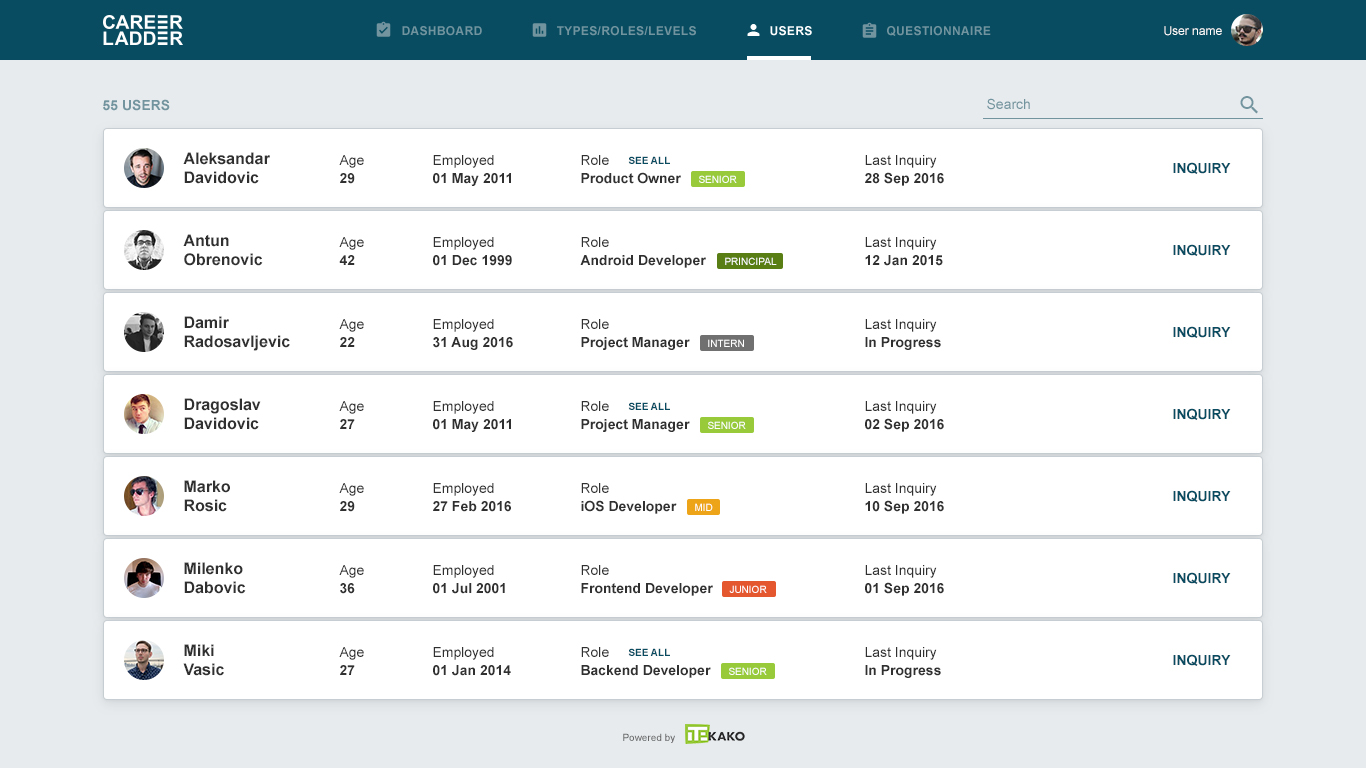 CAREER
LADDER
DASHBOARD
TYPES/ROLES/LEVELS
USERS
QUESTIONNAIRE
User name
55 USERS
Search
Aleksandar
Davidovic
Age
29
Employed
01 May 2011
Role SEE ALL
Product Owner SENIOR
Last Inquiry
28 Sep 2016
INQUIRY
Antun
Obrenovic
Age
42
Employed
01 Dec 1999
Role
Android Developer PRINCIPAL
Last Inquiry
12 Jan 2015
INQUIRY
Damir
Radosavljevic
Age
22
Employed
31 Aug 2016
Role
Project Manager INTERN
Last Inquiry
In Progress
INQUIRY
Dragoslav
Davidovic
Age
27
Employed
01 May 2011
Role SEE ALL
Project Manager SENIOR
Last Inquiry
02 Sep 2016
INQUIRY
Marko
Rosic
Age
29
Employed
27 Feb 2016
Role
iOS Developer MID
Last Inquiry
10 Sep 2016
INQUIRY
Milenko
Dabovic
Age
36
Employed
01 Jul 2001
Role
Frontend Developer JUNIOR
Last Inquiry
01 Sep 2016
INQUIRY
Miki
Vasic
Age
27
Employed
01 Jan 2014
Role SEE ALL
Backend Developer SENIOR
Last Inquiry
In Progress
INQUIRY
Powered by TEKAKO